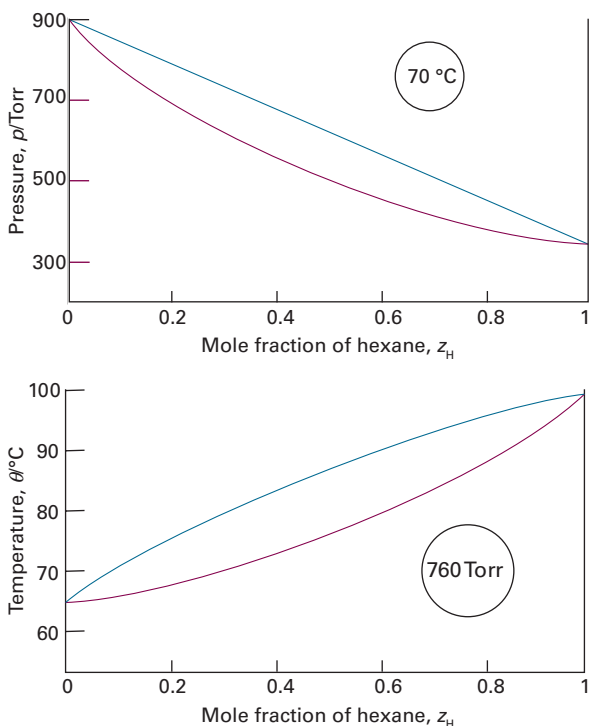 900
700
500
300
Pressure, p/Torr
70 °C
0 0.2 0.4 0.6 0.8 1
Mole fraction of hexane, z_H
100
90
80
70
60
Temperature, θ/°C
760 Torr
0 0.2 0.4 0.6 0.8 1
Mole fraction of hexane, z_H